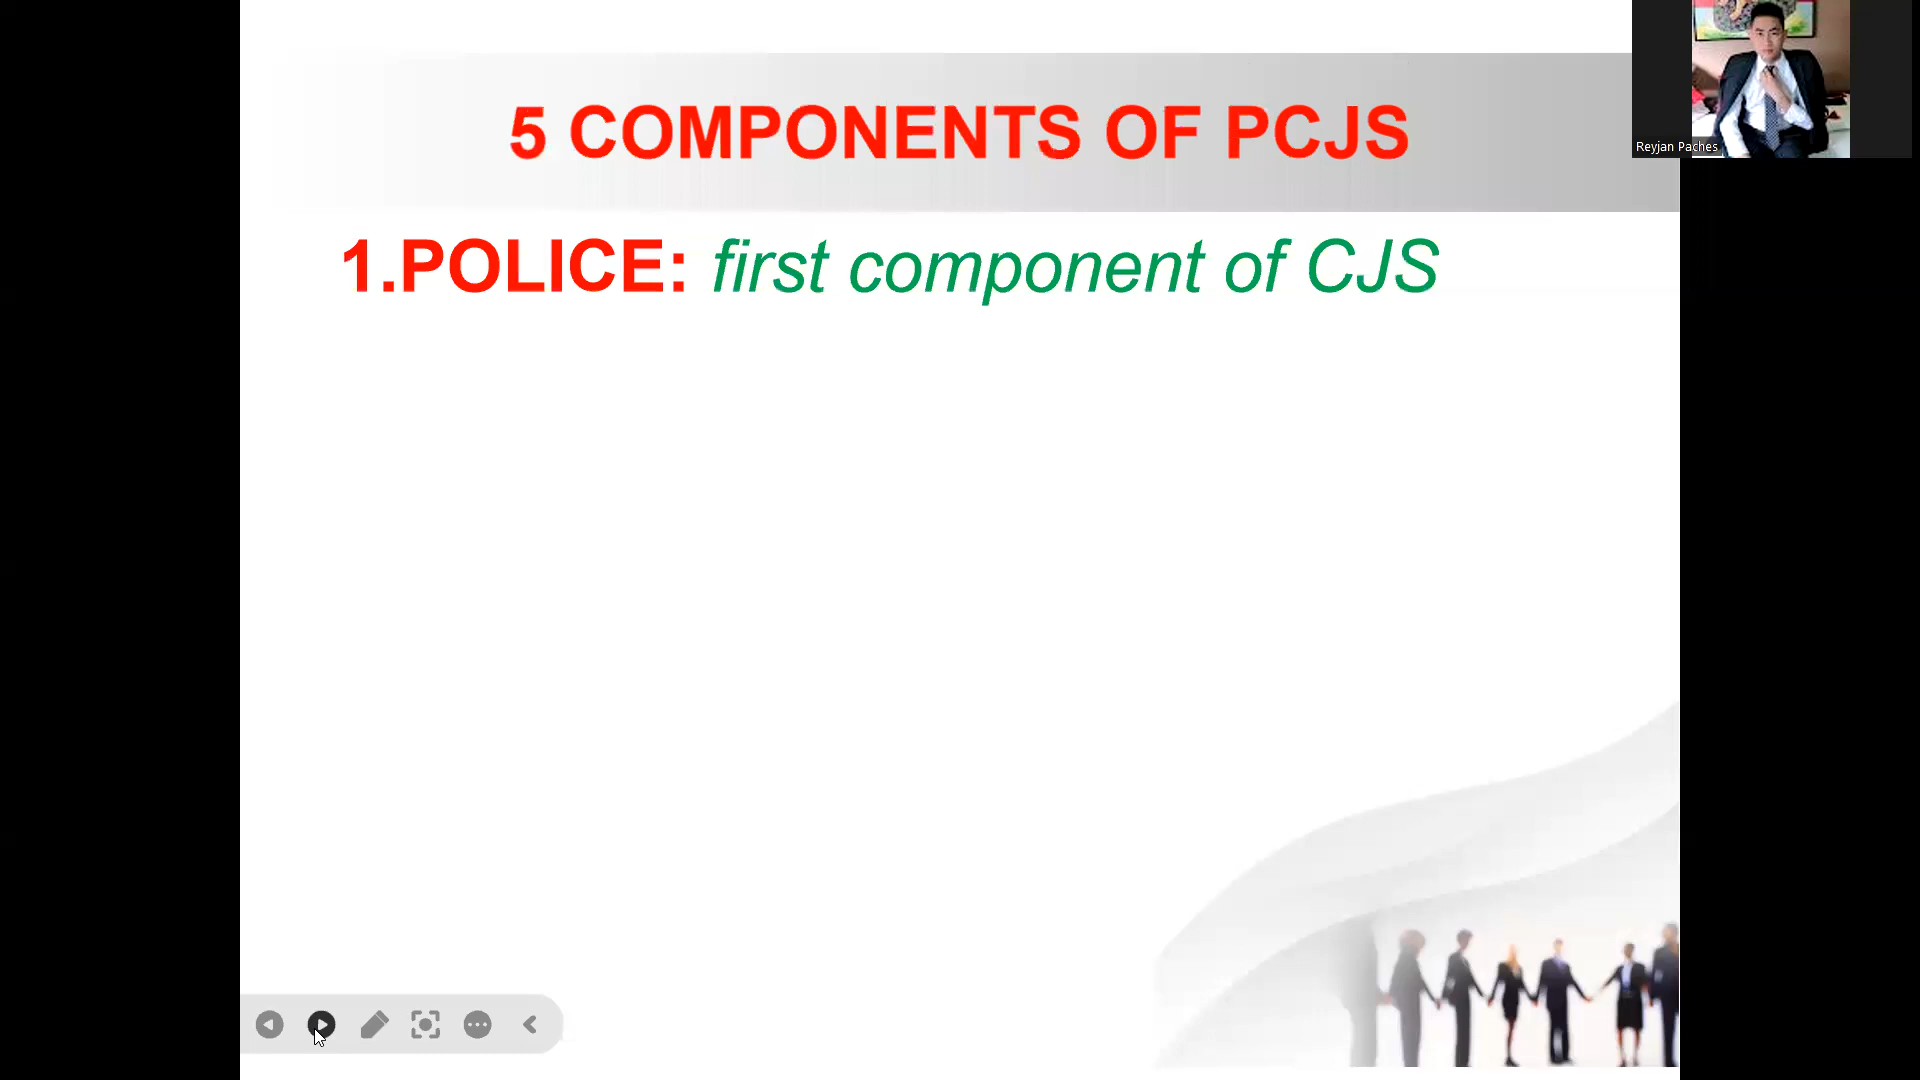 5 COMPONENTS OF PCJS
1.POLICE: first component of CJS
Reyjan Paches